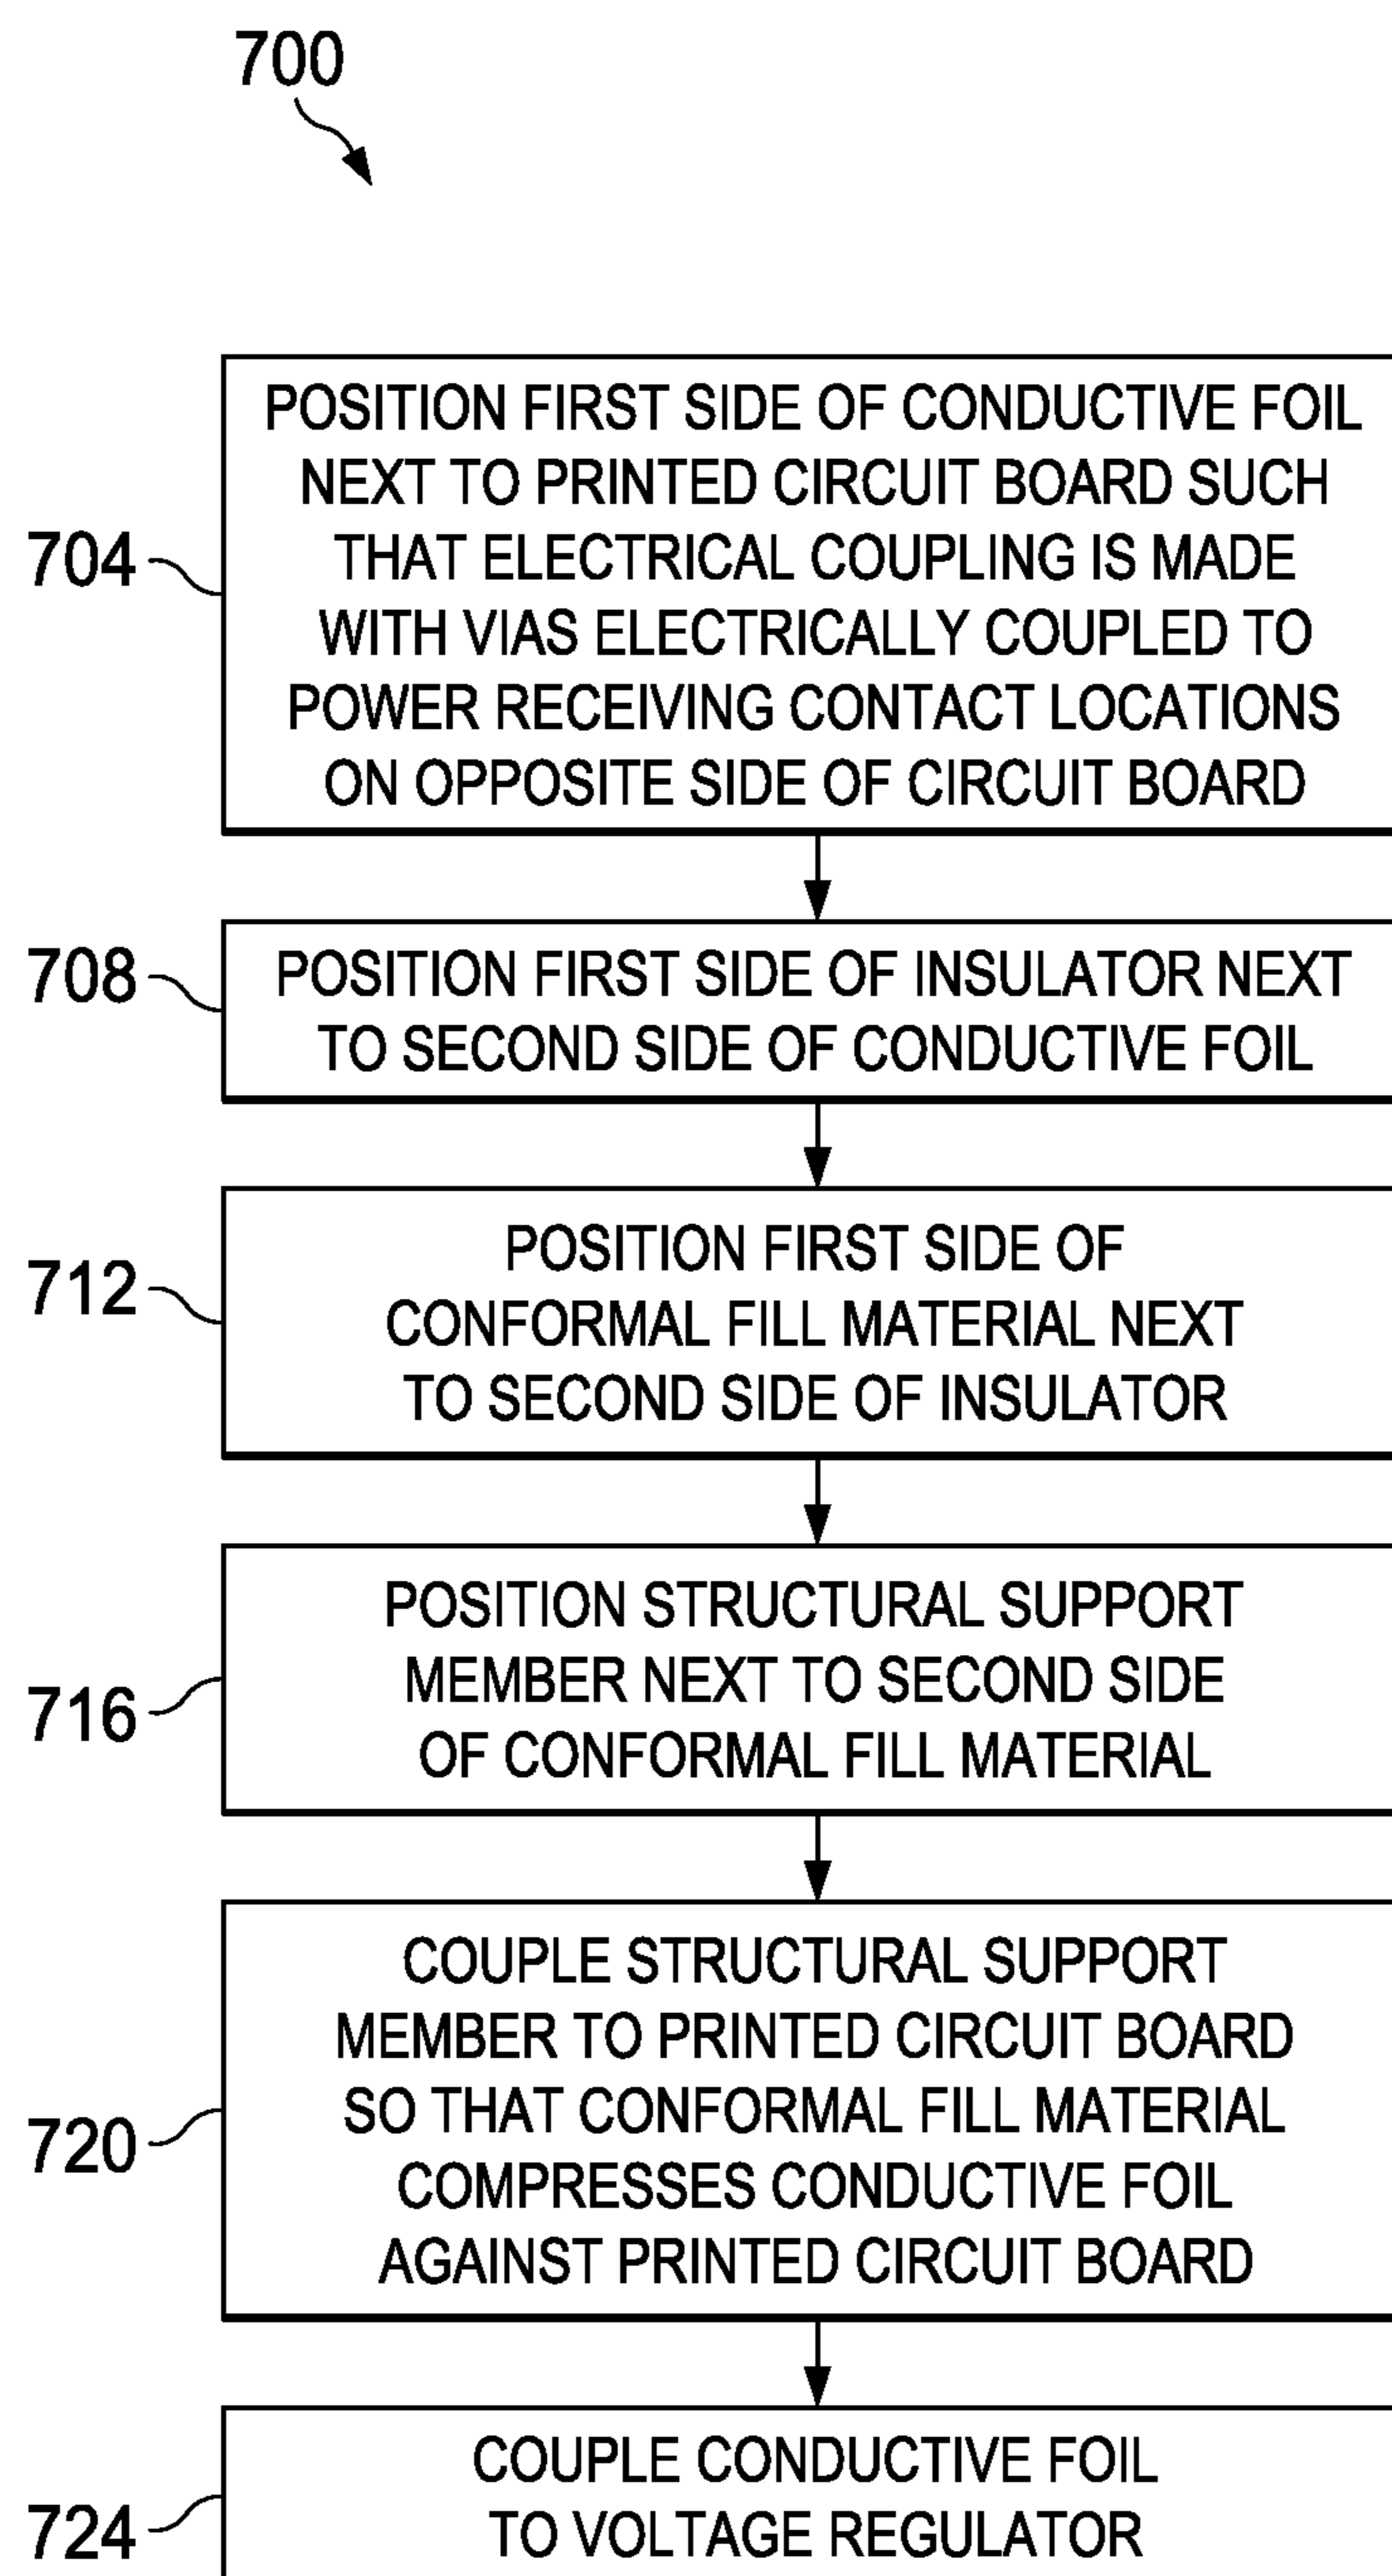 700
704
POSITION FIRST SIDE OF CONDUCTIVE FOIL
NEXT TO PRINTED CIRCUIT BOARD SUCH
THAT ELECTRICAL COUPLING IS MADE
WITH VIAS ELECTRICALLY COUPLED TO
POWER RECEIVING CONTACT LOCATIONS
ON OPPOSITE SIDE OF CIRCUIT BOARD
708
POSITION FIRST SIDE OF INSULATOR NEXT
TO SECOND SIDE OF CONDUCTIVE FOIL
712
POSITION FIRST SIDE OF
CONFORMAL FILL MATERIAL NEXT
TO SECOND SIDE OF INSULATOR
716
POSITION STRUCTURAL SUPPORT
MEMBER NEXT TO SECOND SIDE
OF CONFORMAL FILL MATERIAL
720
COUPLE STRUCTURAL SUPPORT
MEMBER TO PRINTED CIRCUIT BOARD
SO THAT CONFORMAL FILL MATERIAL
COMPRESSES CONDUCTIVE FOIL
AGAINST PRINTED CIRCUIT BOARD
724
COUPLE CONDUCTIVE FOIL
TO VOLTAGE REGULATOR